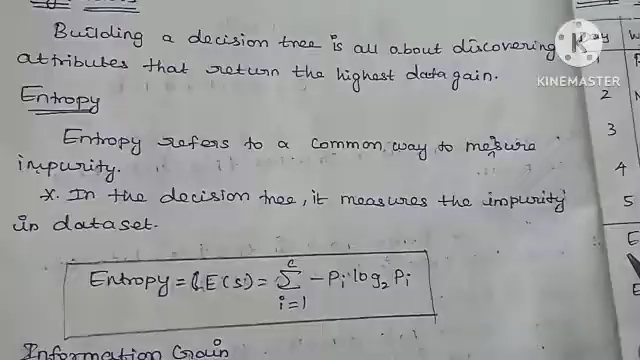 Building a decision tree is all about discovering
attributes that return the highest data gain.
Entropy
Entropy refers to a common way to measure
impurity.
x. In the decision tree, it measures the impurity
in dataset.
Entropy = E(s) = c Σ i=1 - Pi log2 Pi
Information Gain
KINEMASTER
2
3
4
5